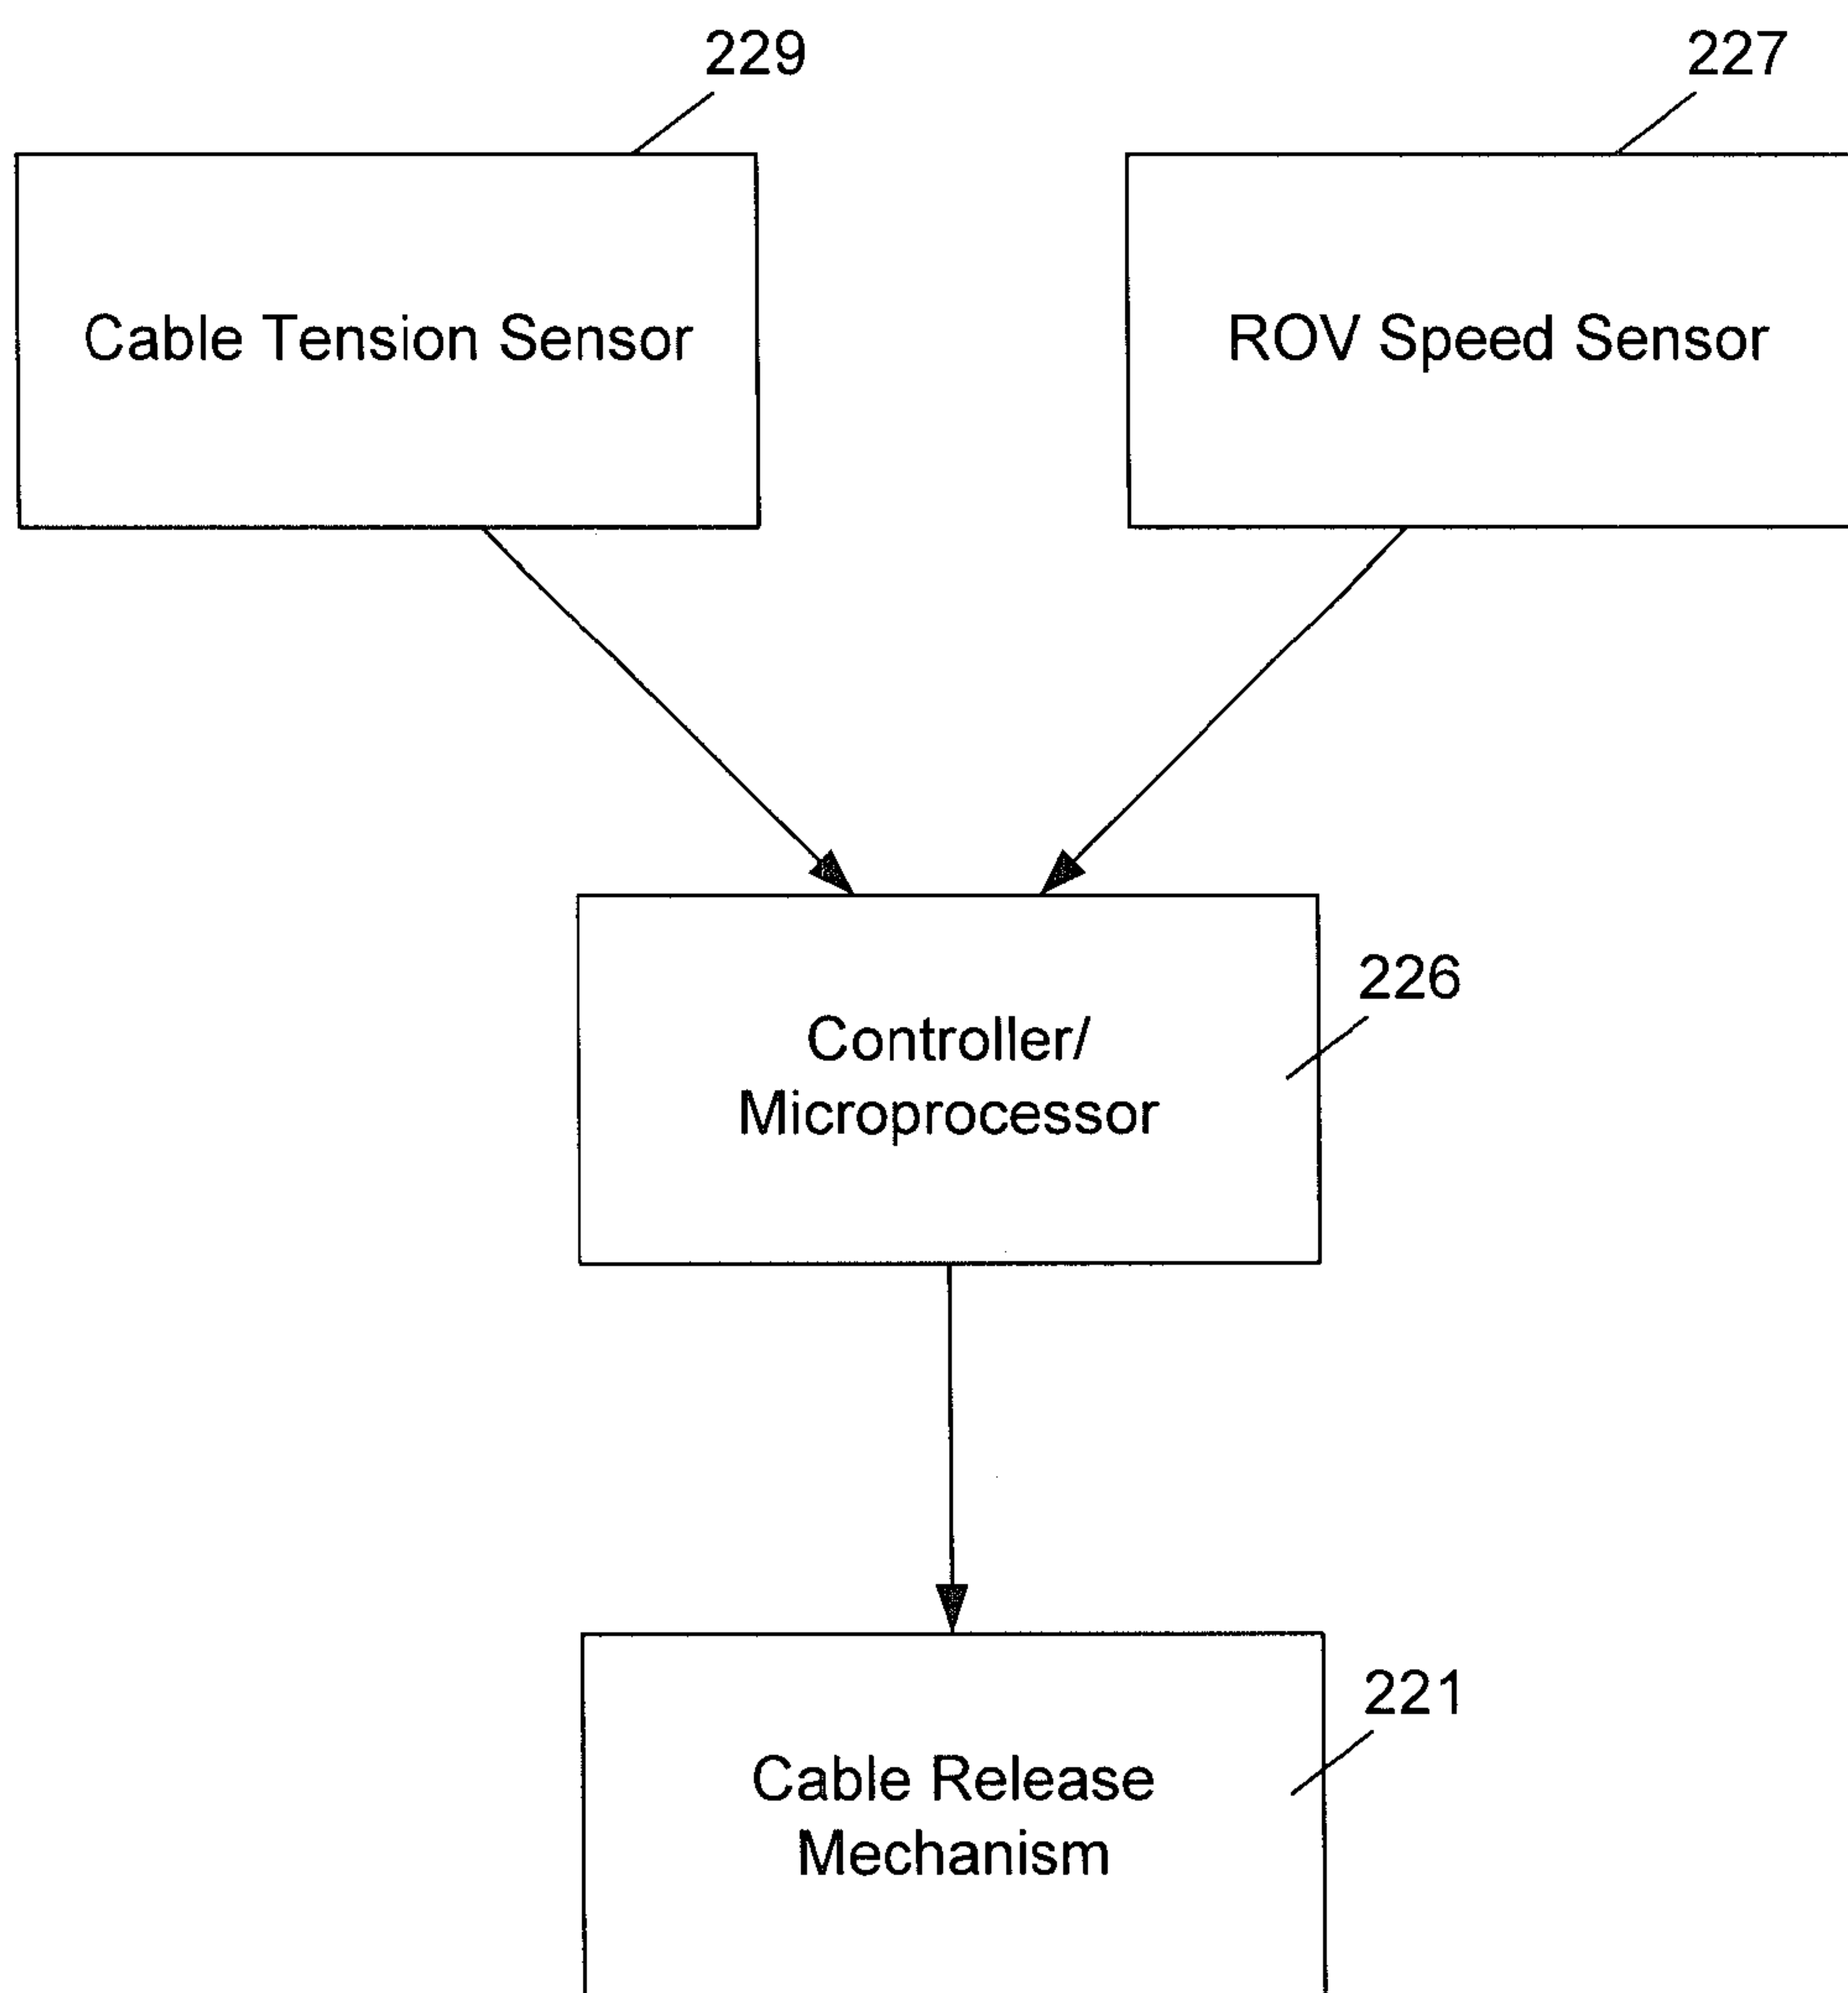 229
227
Cable Tension Sensor
ROV Speed Sensor
226
Controller/
Microprocessor
221
Cable Release
Mechanism